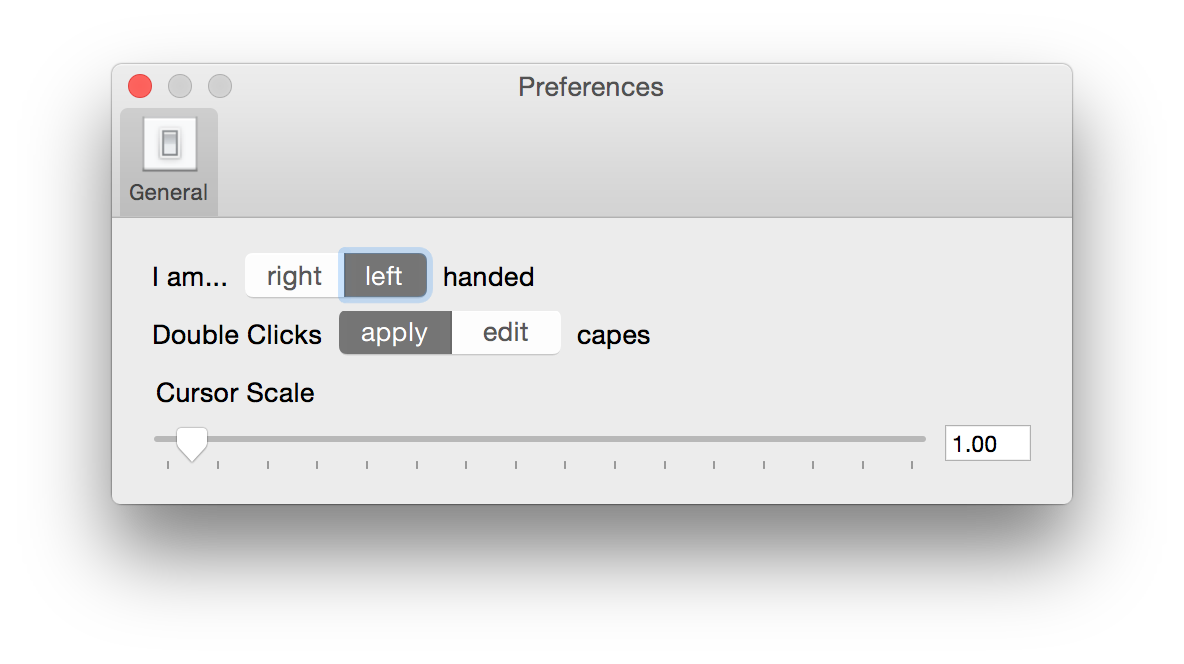 Preferences
General
I am... right left handed
Double Clicks apply edit capes
Cursor Scale
1.00